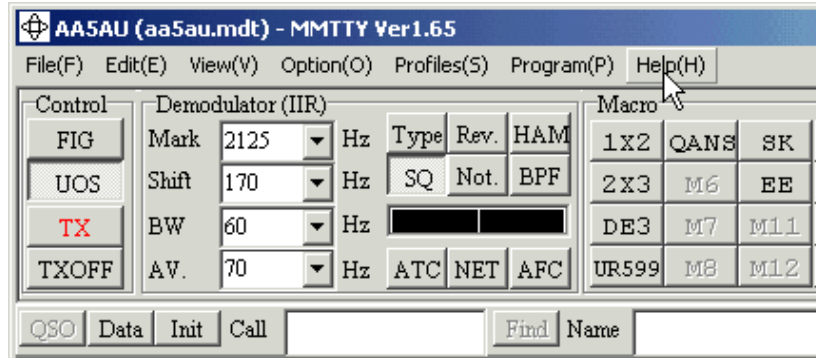 AA5AU (aa5au.mdt) - MMTTY Ver1.65
File(F) Edit(E) View(V) Option(O) Profiles(S) Program(P) Help(H)
Control Demodulator (IIR) Macro
FIG Mark 2125 Hz Type Rev. HAM 1X2 QANS SK
UOS Shift 170 Hz SQ Not. BPF 2X3 M6 EE
TX BW 60 Hz DE3 M7 M11
TXOFF AV. 70 Hz ATC NET AFC UR599 M8 M12
QSO Data Init Call Find Name